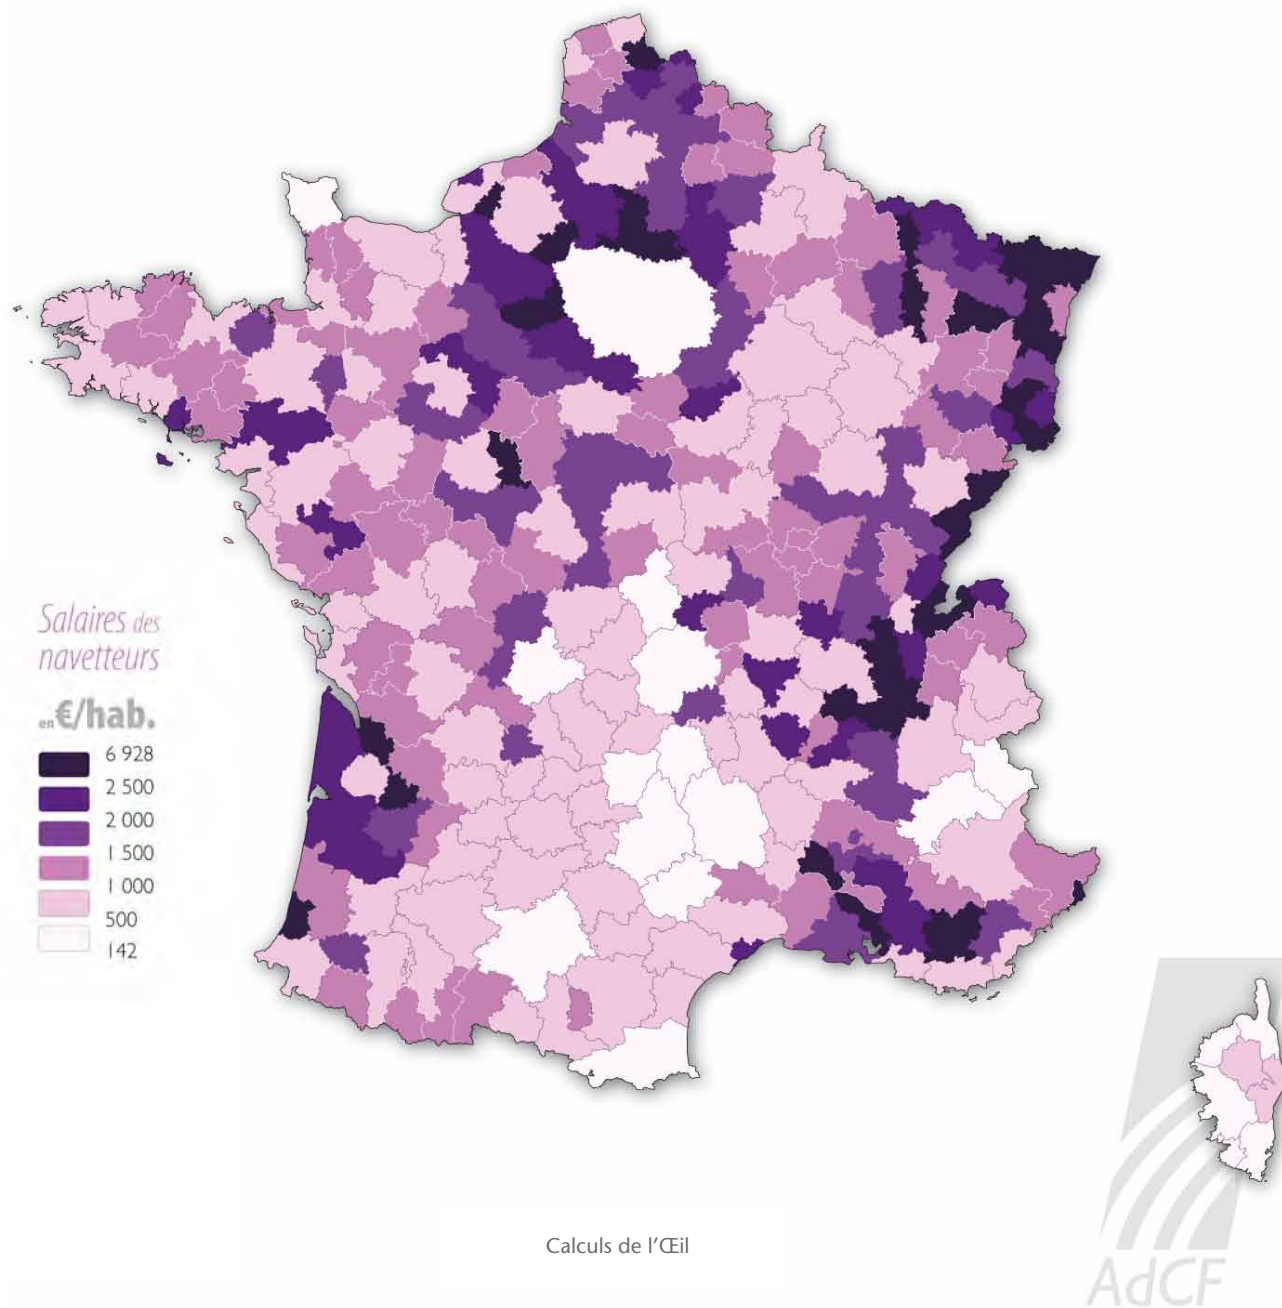 Salaires des
navetteurs
en €/hab.
6 928
2 500
2 000
1 500
1 000
500
142
Calculs de l'Œil
AdCF